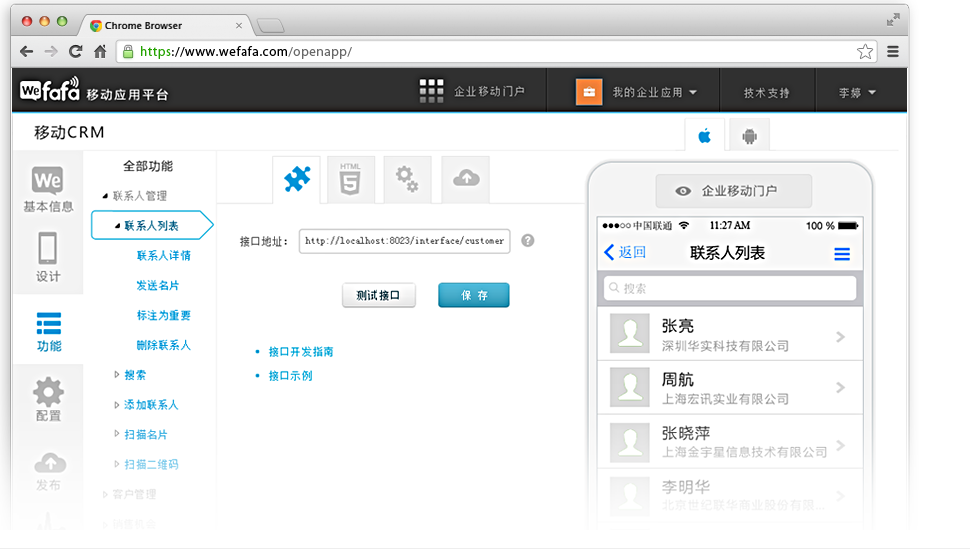 Chrome Browser
https://www.wefafa.com/openapp/
Wefafa 移动应用平台
企业移动门户
我的企业应用
技术支持
李婷
移动CRM
We
基本信息
设计
功能
配置
发布
全部功能
联系人管理
联系人列表
联系人详情
发送名片
标注为重要
删除联系人
搜索
添加联系人
扫描名片
扫描二维码
客户管理
HTML
5
接口地址：
http://localhost:8023/interface/customer
?
测试接口
保 存
接口开发指南
接口示例
企业移动门户
中国联通
11:27 AM
100 %
返回
联系人列表
搜索
张亮
深圳华实科技有限公司
周航
上海宏讯实业有限公司
张晓萍
上海金宇星信息技术有限公司
李明华
北京世纪联华商业股份有限...